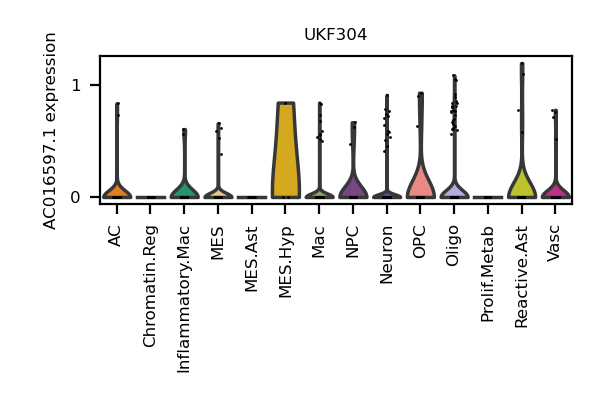 UKF304
AC016597.1 expression
1
0
AC
Chromatin.Reg
Inflammatory.Mac
MES
MES.Ast
MES.Hyp
Mac
NPC
Neuron
OPC
Oligo
Prolif.Metab
Reactive.Ast
Vasc